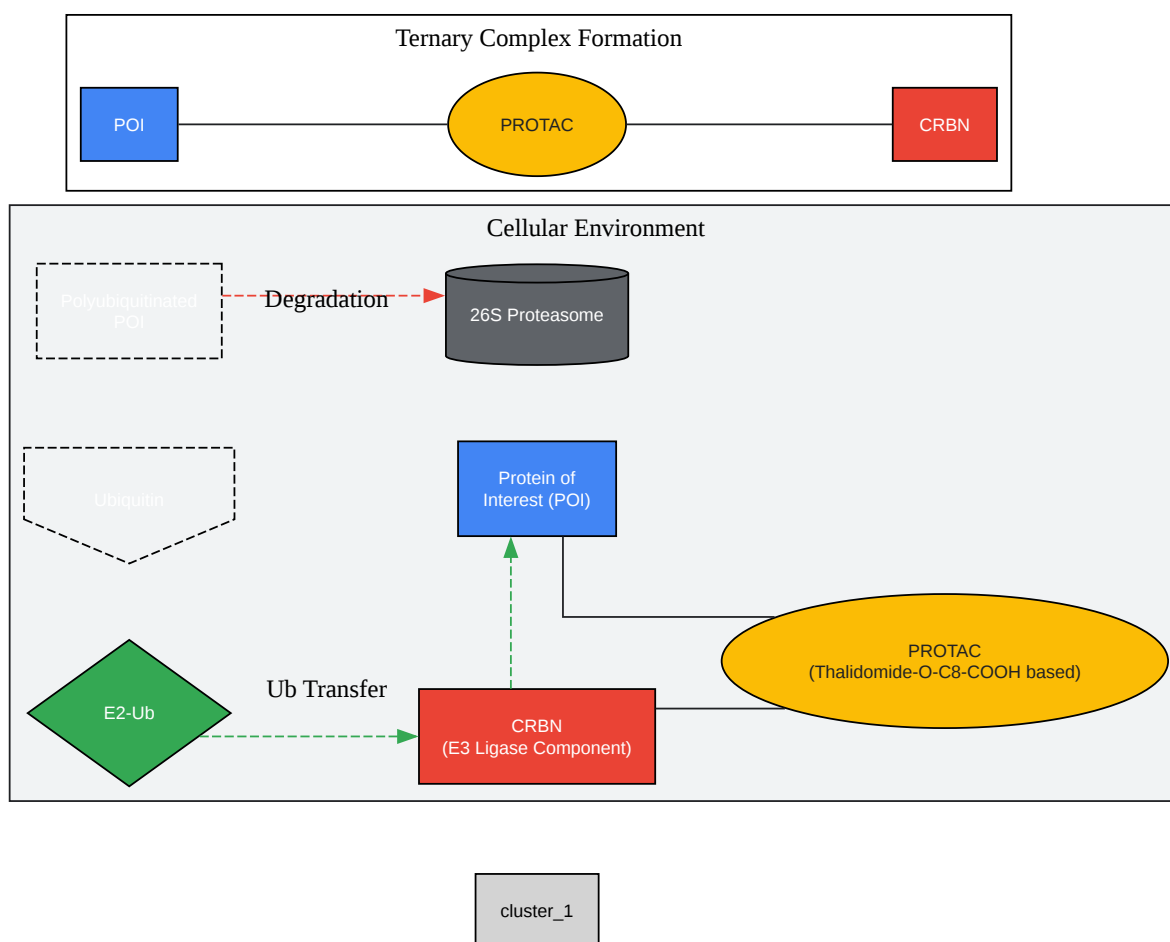 Ternary Complex Formation
POI
PROTAC
CRBN
Cellular Environment
Polyubiquitinated
POI
Degradation
26S Proteasome
Ubiquitin
Protein of
Interest (POI)
PROTAC
(Thalidomide-O-C8-COOH based)
Ub Transfer
E2-Ub
CRBN
(E3 Ligase Component)
cluster_1